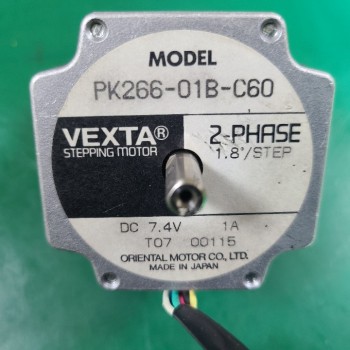 MODEL
PK266-01B-C60
VEXTA® 2-PHASE
STEPPING MOTOR 1.8°/STEP
DC 7.4V 1A
T07 00115
ORIENTAL MOTOR CO., LTD.
MADE IN JAPAN